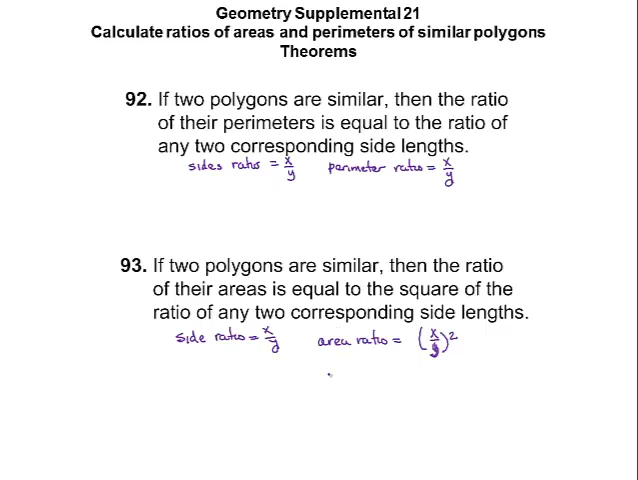 Geometry Supplemental 21
Calculate ratios of areas and perimeters of similar polygons
Theorems
92. If two polygons are similar, then the ratio
of their perimeters is equal to the ratio of
any two corresponding side lengths.
sides ratio = x/y perimeter ratio = x/y
93. If two polygons are similar, then the ratio
of their areas is equal to the square of the
ratio of any two corresponding side lengths.
side ratio = x/y area ratio = (x/y)²